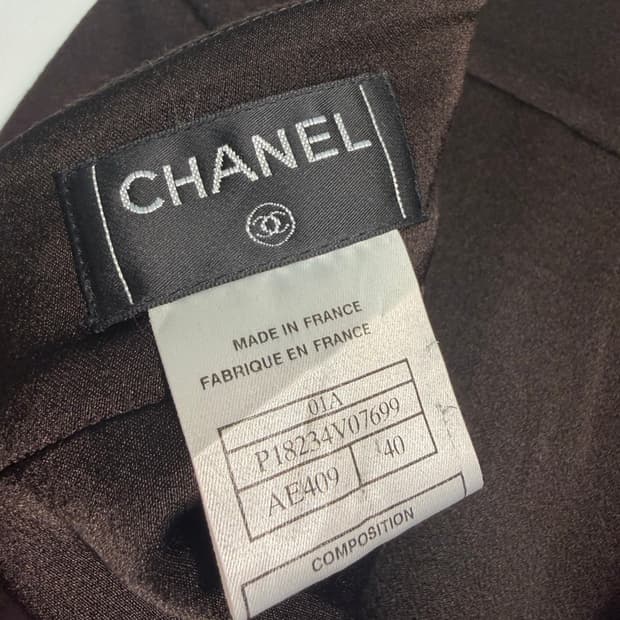 CHANEL
MADE IN FRANCE
FABRIQUE EN FRANCE
01A
P18234V07699
AE409 40
COMPOSITION